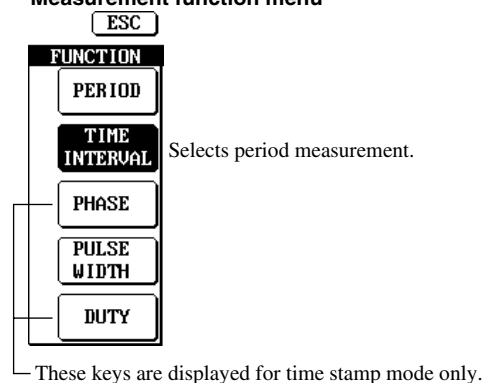 Measurement function menu
ESC
FUNCTION
PERIOD
TIME
INTERVAL
Selects period measurement.
PHASE
PULSE
WIDTH
DUTY
These keys are displayed for time stamp mode only.